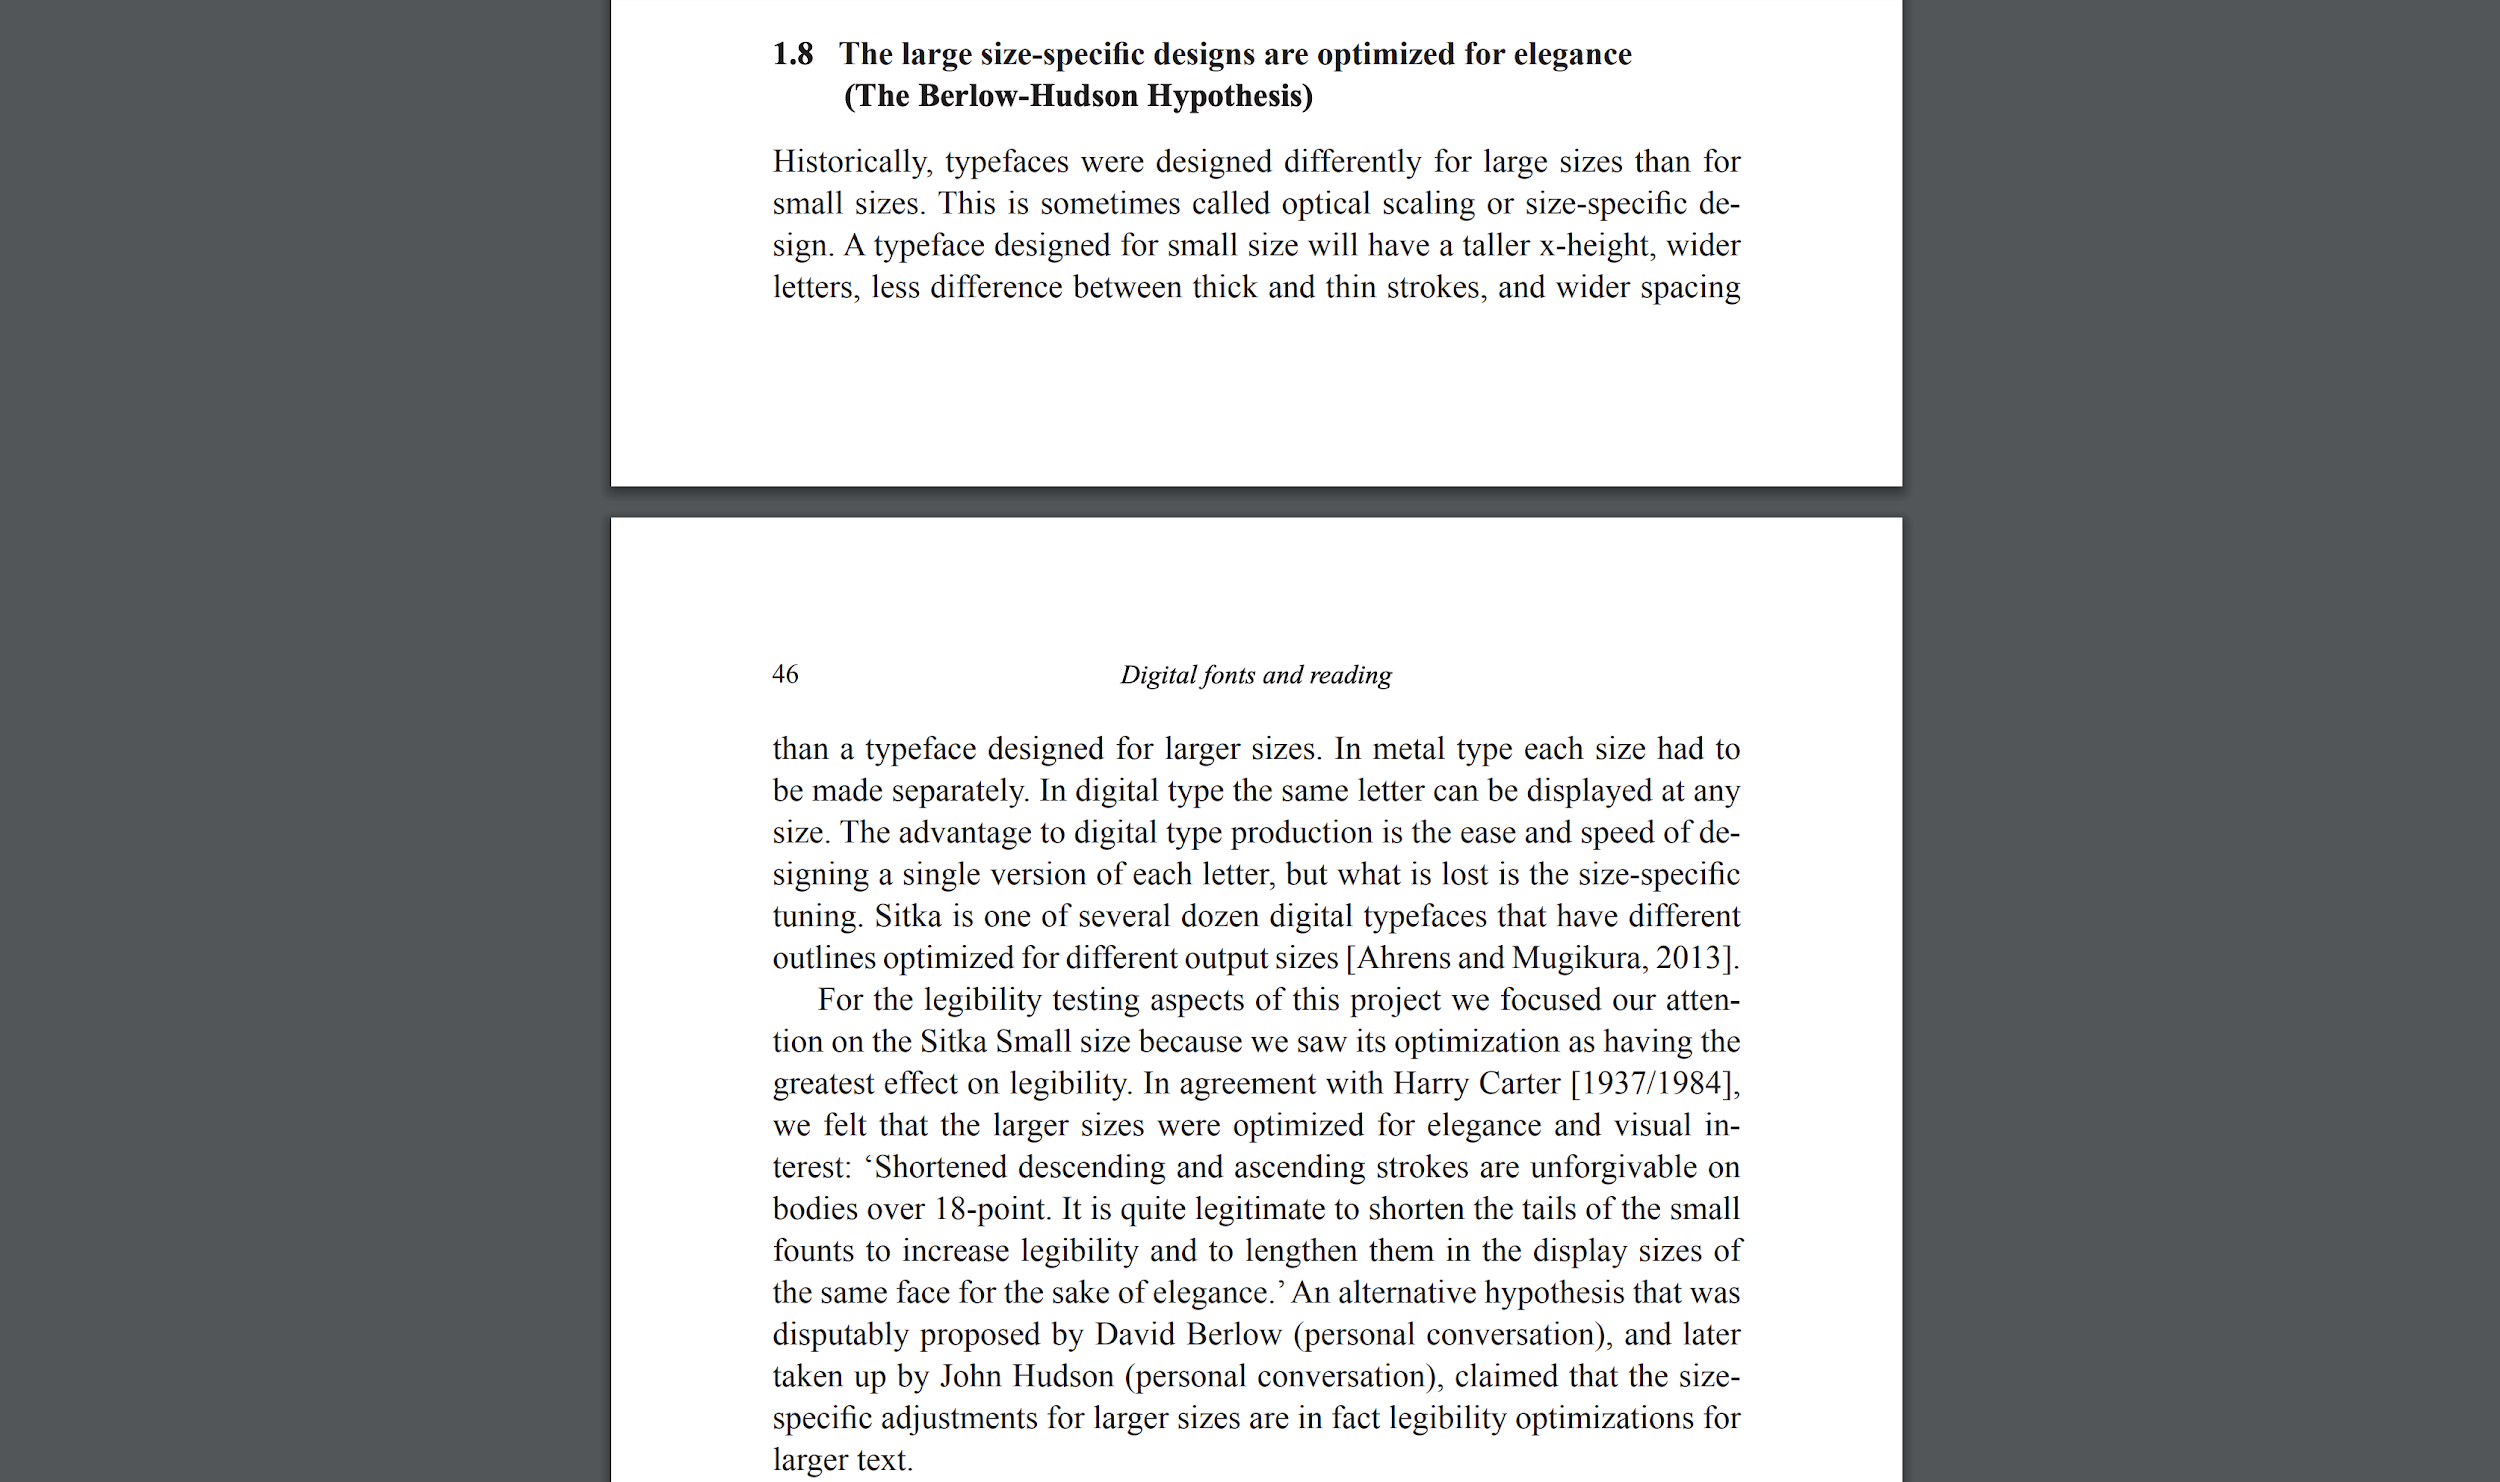 1.8 The large size-specific designs are optimized for elegance
(The Berlow-Hudson Hypothesis)
Historically, typefaces were designed differently for large sizes than for
small sizes. This is sometimes called optical scaling or size-specific de-
sign. A typeface designed for small size will have a taller x-height, wider
letters, less difference between thick and thin strokes, and wider spacing
46 Digital fonts and reading
than a typeface designed for larger sizes. In metal type each size had to
be made separately. In digital type the same letter can be displayed at any
size. The advantage to digital type production is the ease and speed of de-
signing a single version of each letter, but what is lost is the size-specific
tuning. Sitka is one of several dozen digital typefaces that have different
outlines optimized for different output sizes [Ahrens and Mugikura, 2013].
For the legibility testing aspects of this project we focused our atten-
tion on the Sitka Small size because we saw its optimization as having the
greatest effect on legibility. In agreement with Harry Carter [1937/1984],
we felt that the larger sizes were optimized for elegance and visual in-
terest: ‘Shortened descending and ascending strokes are unforgivable on
bodies over 18-point. It is quite legitimate to shorten the tails of the small
founts to increase legibility and to lengthen them in the display sizes of
the same face for the sake of elegance.’ An alternative hypothesis that was
disputably proposed by David Berlow (personal conversation), and later
taken up by John Hudson (personal conversation), claimed that the size-
specific adjustments for larger sizes are in fact legibility optimizations for
larger text.